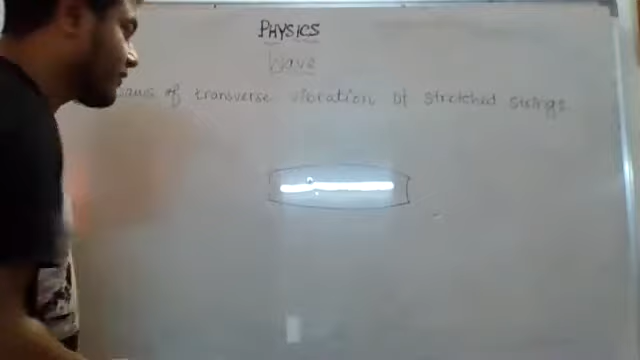 PHYSICS
Wave
Laws of transverse vibration of stretched strings